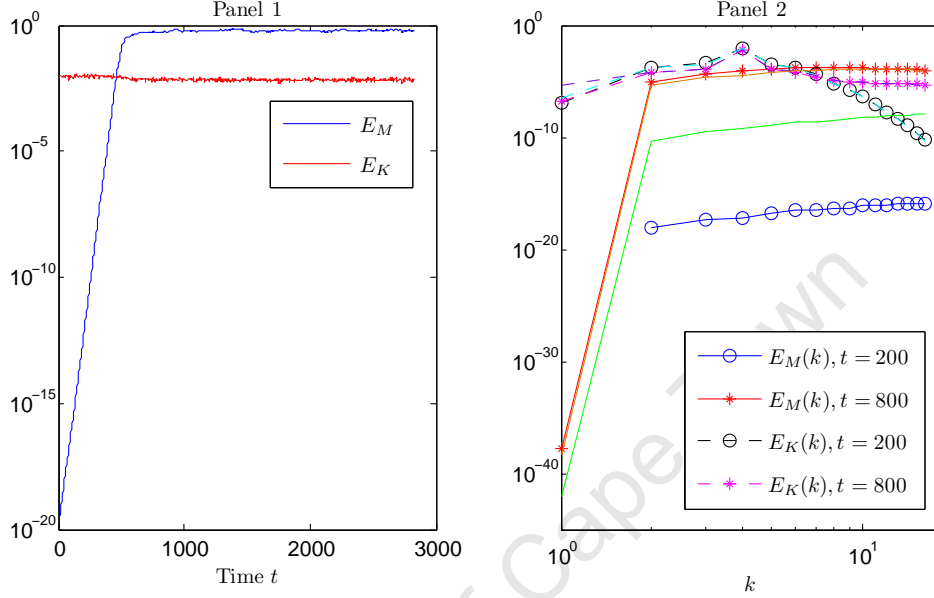 Panel 1
10^0
10^-5
10^-10
10^-15
10^-20
0
1000
2000
3000
Time t
E_M
E_K
Panel 2
10^0
10^-10
10^-20
10^-30
10^-40
10^0
10^1
k
E_M(k), t = 200
E_M(k), t = 800
E_K(k), t = 200
E_K(k), t = 800
of Cape